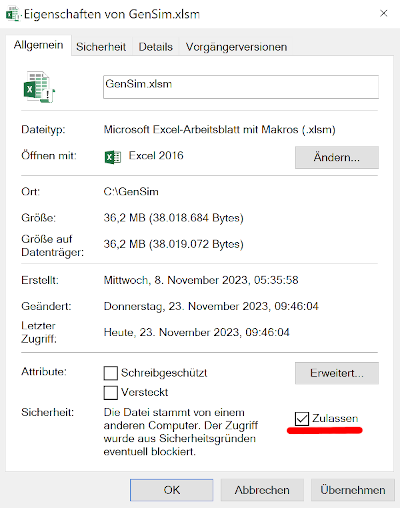 Eigenschaften von GenSim.xlsm
Allgemein Sicherheit Details Vorgängerversionen
GenSim.xlsm
Dateityp: Microsoft Excel-Arbeitsblatt mit Makros (.xlsm)
Öffnen mit: Excel 2016 Ändern...
Ort: C:\GenSim
Größe: 36,2 MB (38.018.684 Bytes)
Größe auf Datenträger: 36,2 MB (38.019.072 Bytes)
Erstellt: Mittwoch, 8. November 2023, 05:35:58
Geändert: Donnerstag, 23. November 2023, 09:46:04
Letzter Zugriff: Heute, 23. November 2023, 09:46:04
Attribute: Schreibgeschützt Erweitert...
Versteckt
Sicherheit: Die Datei stammt von einem
anderen Computer. Der Zugriff
wurde aus Sicherheitsgründen
eventuell blockiert.
Zulassen
OK Abbrechen Übernehmen